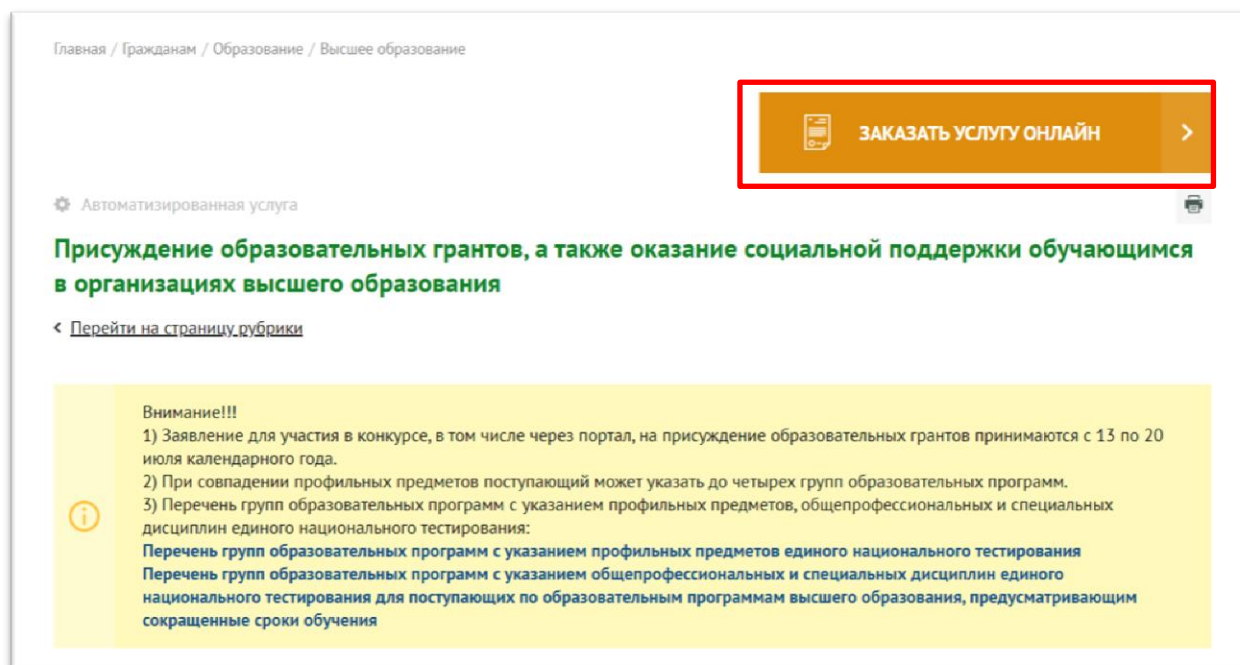 Главная / Гражданам / Образование / Высшее образование
ЗАКАЗАТЬ УСЛУГУ ОНЛАЙН
Автоматизированная услуга
Присуждение образовательных грантов, а также оказание социальной поддержки обучающимся
в организациях высшего образования
Перейти на страницу рубрики
Внимание!!!
1) Заявление для участия в конкурсе, в том числе через портал, на присуждение образовательных грантов принимаются с 13 по 20
июля календарного года.
2) При совпадении профильных предметов поступающий может указать до четырех групп образовательных программ.
3) Перечень групп образовательных программ с указанием профильных предметов, общепрофессиональных и специальных
дисциплин единого национального тестирования:
Перечень групп образовательных программ с указанием профильных предметов единого национального тестирования
Перечень групп образовательных программ с указанием общепрофессиональных и специальных дисциплин единого
национального тестирования для поступающих по образовательным программам высшего образования, предусматривающим
сокращенные сроки обучения